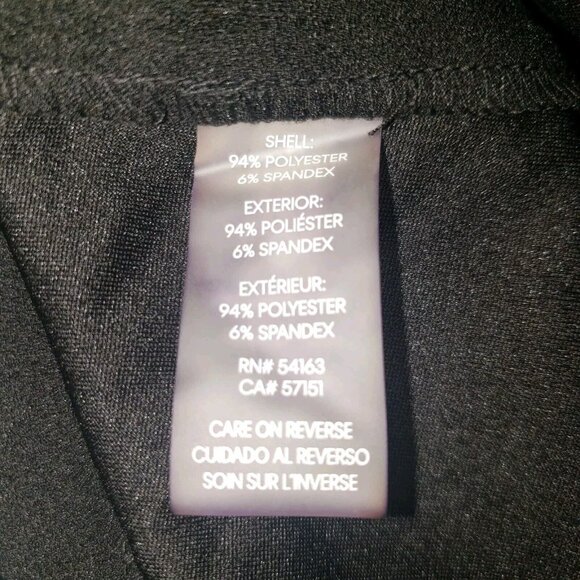 SHELL:
94% POLYESTER
6% SPANDEX
EXTERIOR:
94% POLIÉSTER
6% SPANDEX
EXTÉRIEUR:
94% POLYESTER
6% SPANDEX
RN# 54163
CA# 57151
CARE ON REVERSE
CUIDADO AL REVERSO
SOIN SUR L'INVERSE